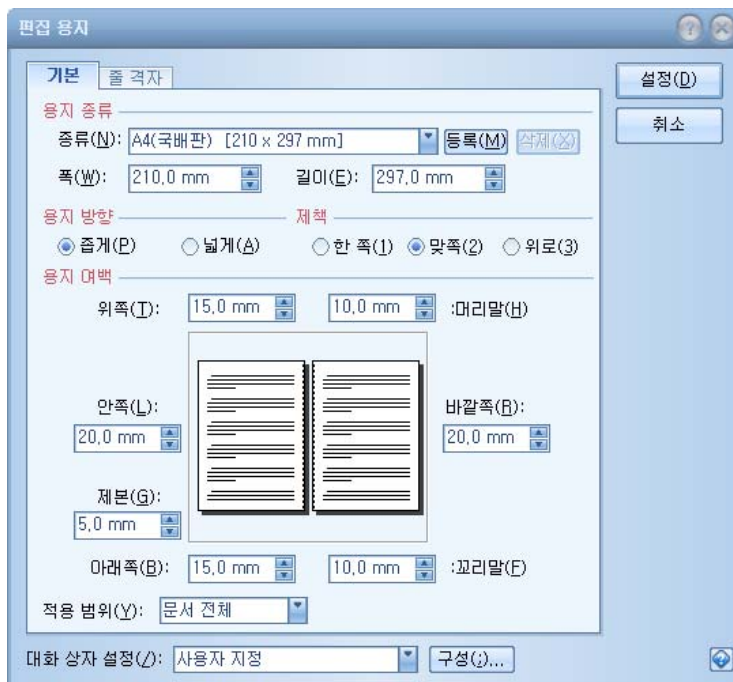 편집 용지
기본 줄 격자
설정(D)
취소
용지 종류
종류(N): A4(국배판) [210 x 297 mm] 등록(M) 삭제(X)
폭(W): 210,0 mm 길이(E): 297,0 mm
용지 방향 제책
좁게(P) 넓게(A) 한 쪽(1) 맞쪽(2) 위로(3)
용지 여백
위쪽(T): 15,0 mm 10,0 mm :머리말(H)
안쪽(L): 바깥쪽(R):
20,0 mm 20,0 mm
제본(G):
5,0 mm
아래쪽(B): 15,0 mm 10,0 mm :꼬리말(F)
적용 범위(Y): 문서 전체
대화 상자 설정(/): 사용자 지정 구성(;)...